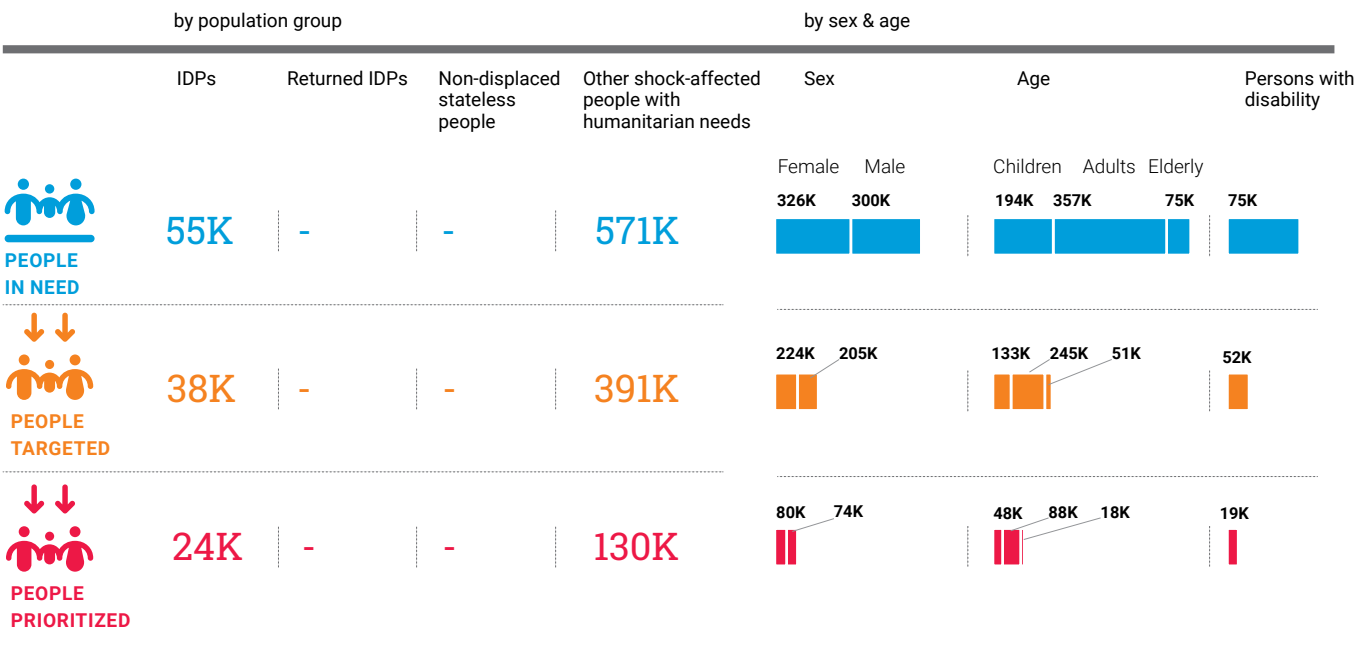 by population group
by sex & age
IDPs
Returned IDPs
Non-displaced
stateless
people
Other shock-affected
people with
humanitarian needs
Sex
Age
Persons with
disability
Female Male
Children Adults Elderly
PEOPLE
IN NEED
55K
-
-
571K
326K 300K
194K 357K 75K
75K
PEOPLE
TARGETED
38K
-
-
391K
224K 205K
133K 245K 51K
52K
PEOPLE
PRIORITIZED
24K
-
-
130K
80K 74K
48K 88K 18K
19K